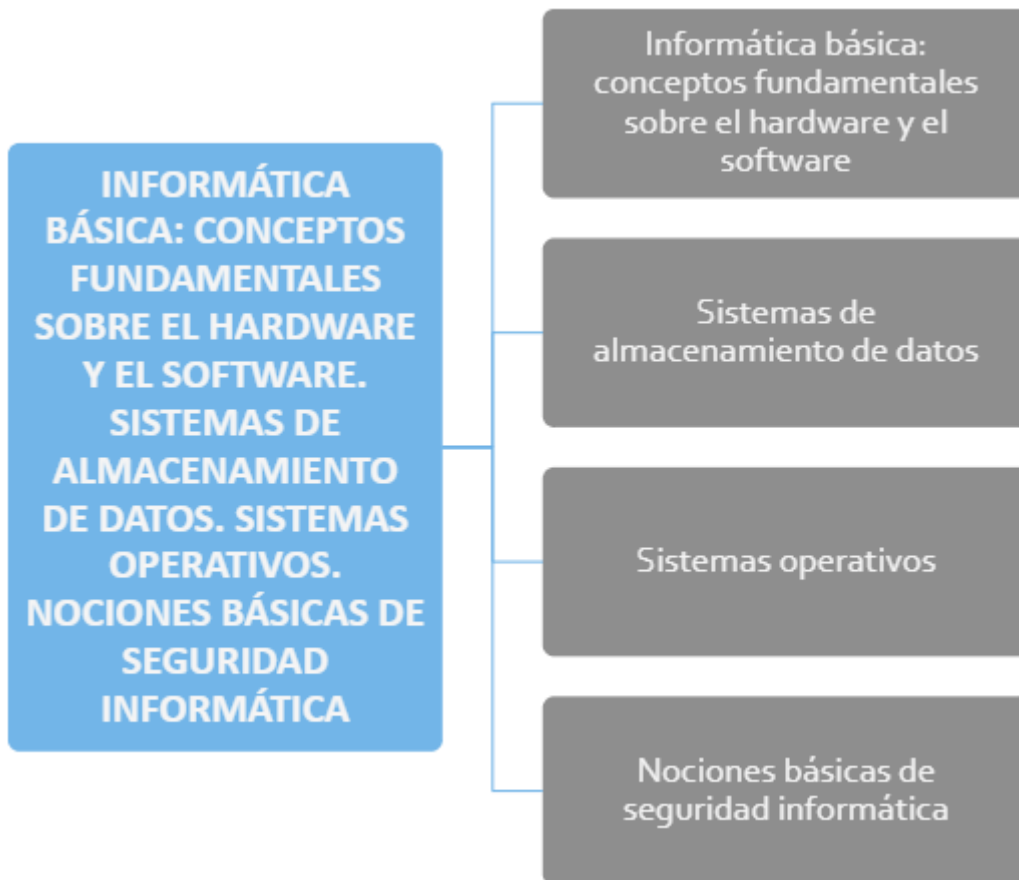 INFORMÁTICA
BÁSICA: CONCEPTOS
FUNDAMENTALES
SOBRE EL HARDWARE
Y EL SOFTWARE.
SISTEMAS DE
ALMACENAMIENTO
DE DATOS. SISTEMAS
OPERATIVOS.
NOCIONES BÁSICAS DE
SEGURIDAD
INFORMÁTICA
Informática básica:
conceptos fundamentales
sobre el hardware y el
software
Sistemas de
almacenamiento de datos
Sistemas operativos
Nociones básicas de
seguridad informática